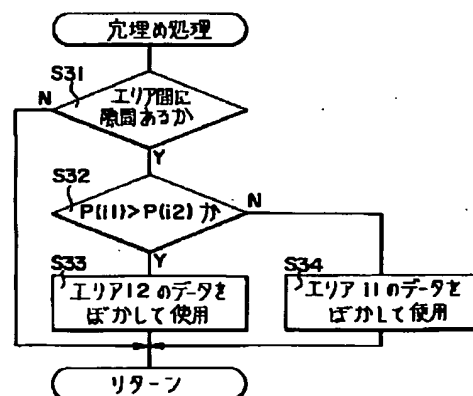 穴埋め処理
S31
N
エリア間に
隙間あるか
Y
S32
N
P(i1)>P(i2)か
Y
S33
エリア12のデータを
ぼかして使用
S34
エリア11のデータを
ぼかして使用
リターン